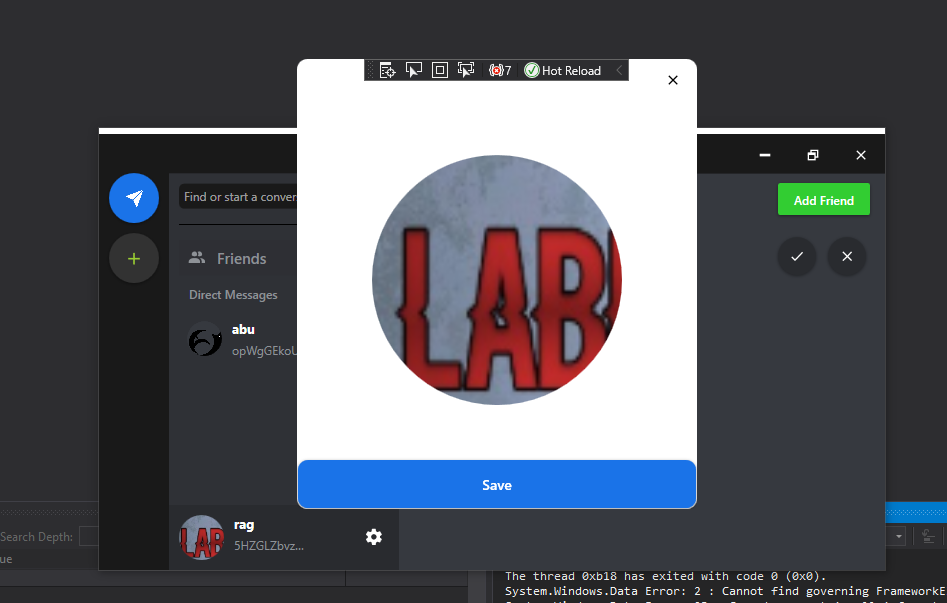 7 Hot Reload
Find or start a conver
Add Friend
Friends
Direct Messages
abu
opWgGEkoU
LAB
Save
rag
LAB
5HZGLZbvz...
Search Depth:
ue
The thread 0xb18 has exited with code 0 (0x0).
System.Windows.Data Error: 2 : Cannot find governing FrameworkE